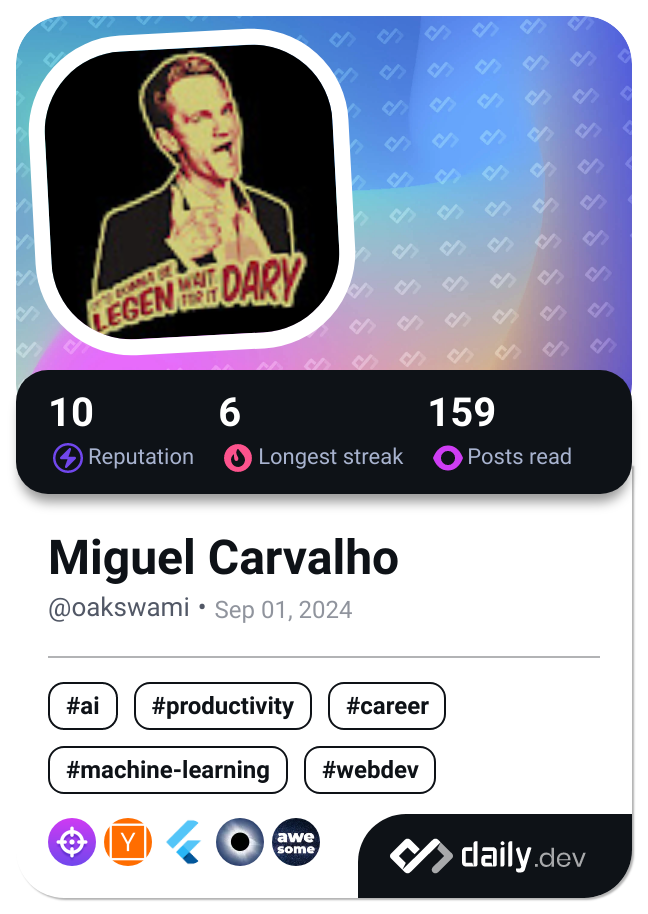 IT'S GONNA BE
LEGEN WAIT FOR IT DARY
10
6
159
Reputation
Longest streak
Posts read
Miguel Carvalho
@oakswami • Sep 01, 2024
#ai
#productivity
#career
#machine-learning
#webdev
Y
awe
some
daily.dev